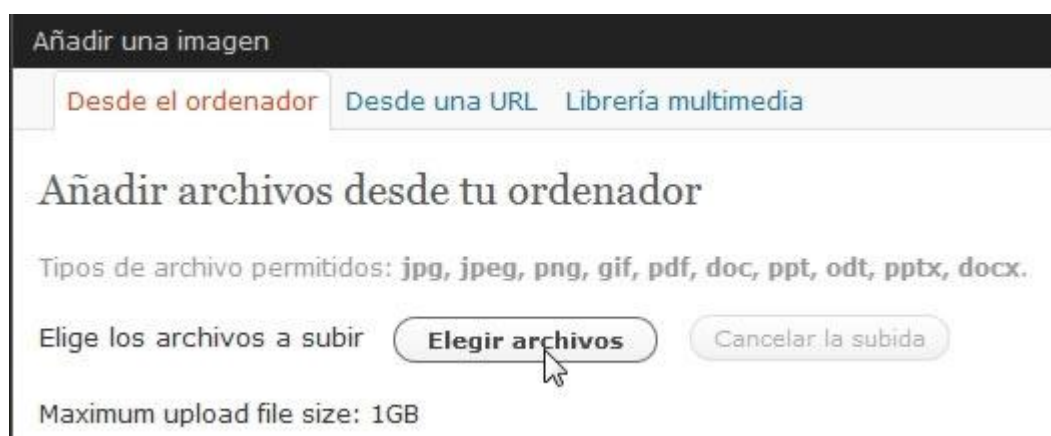 Añadir una imagen
Desde el ordenador Desde una URL Librería multimedia
Añadir archivos desde tu ordenador
Tipos de archivo permitidos: jpg, jpeg, png, gif, pdf, doc, ppt, odt, pptx, docx.
Elige los archivos a subir Elegir archivos Cancelar la subida
Maximum upload file size: 1GB